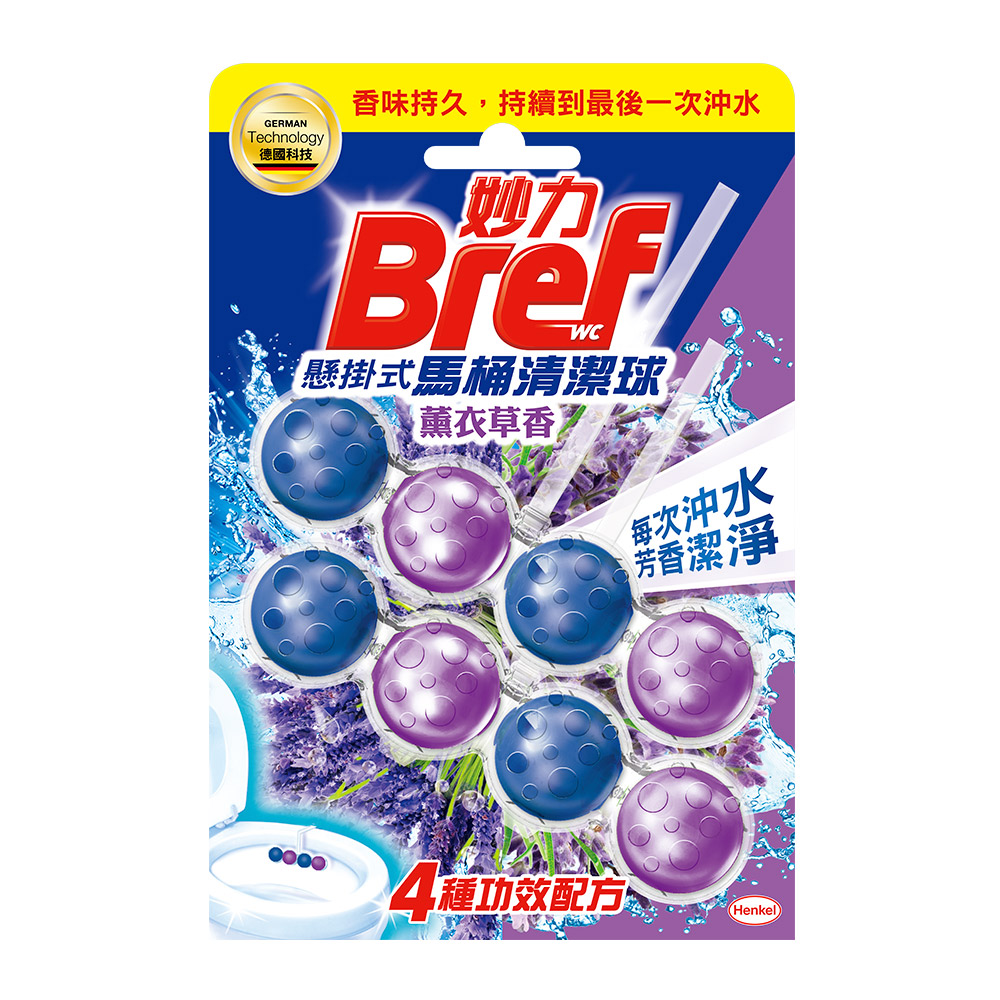 香味持久，持續到最後一次沖水
GERMAN
Technology
德國科技
妙力
Bref
WC
懸掛式馬桶清潔球
薰衣草香
每次沖水
芳香潔淨
4種功效配方
Henkel